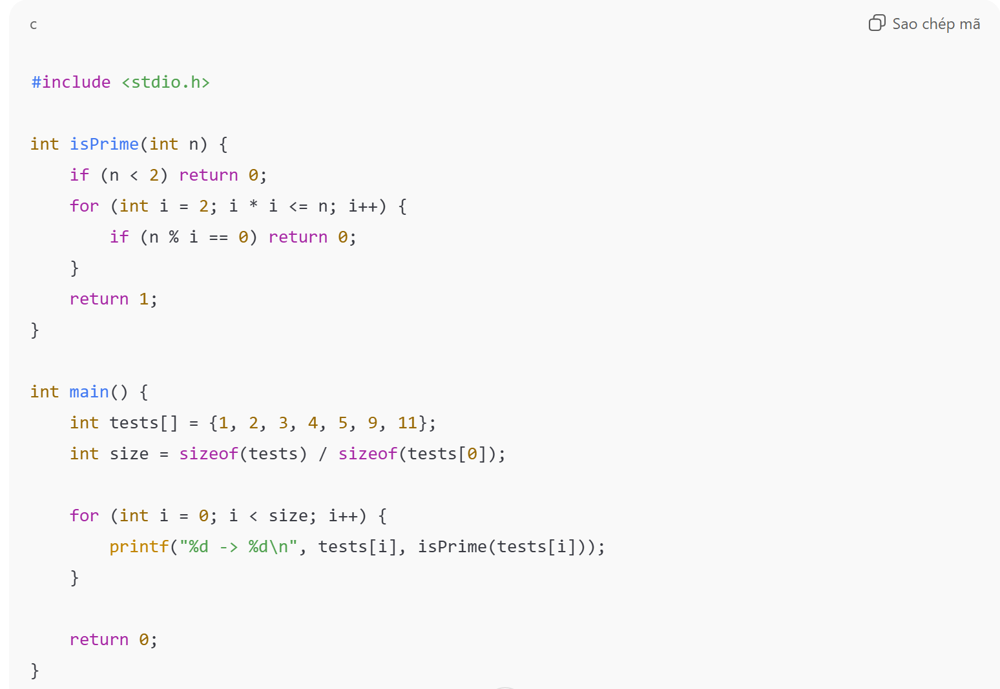 c
Sao chép mã
#include <stdio.h>
int isPrime(int n) {
    if (n < 2) return 0;
    for (int i = 2; i * i <= n; i++) {
        if (n % i == 0) return 0;
    }
    return 1;
}
int main() {
    int tests[] = {1, 2, 3, 4, 5, 9, 11};
    int size = sizeof(tests) / sizeof(tests[0]);
    for (int i = 0; i < size; i++) {
        printf("%d -> %d\n", tests[i], isPrime(tests[i]));
    }
    return 0;
}